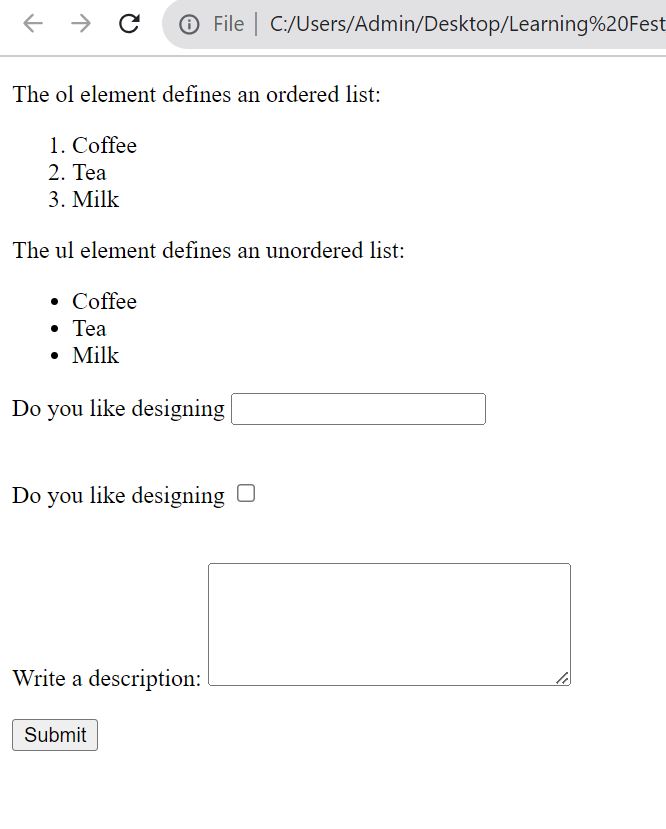 File C:/Users/Admin/Desktop/Learning%20Fest
The ol element defines an ordered list:
1. Coffee
2. Tea
3. Milk
The ul element defines an unordered list:
• Coffee
• Tea
• Milk
Do you like designing
Do you like designing
Write a description:
Submit